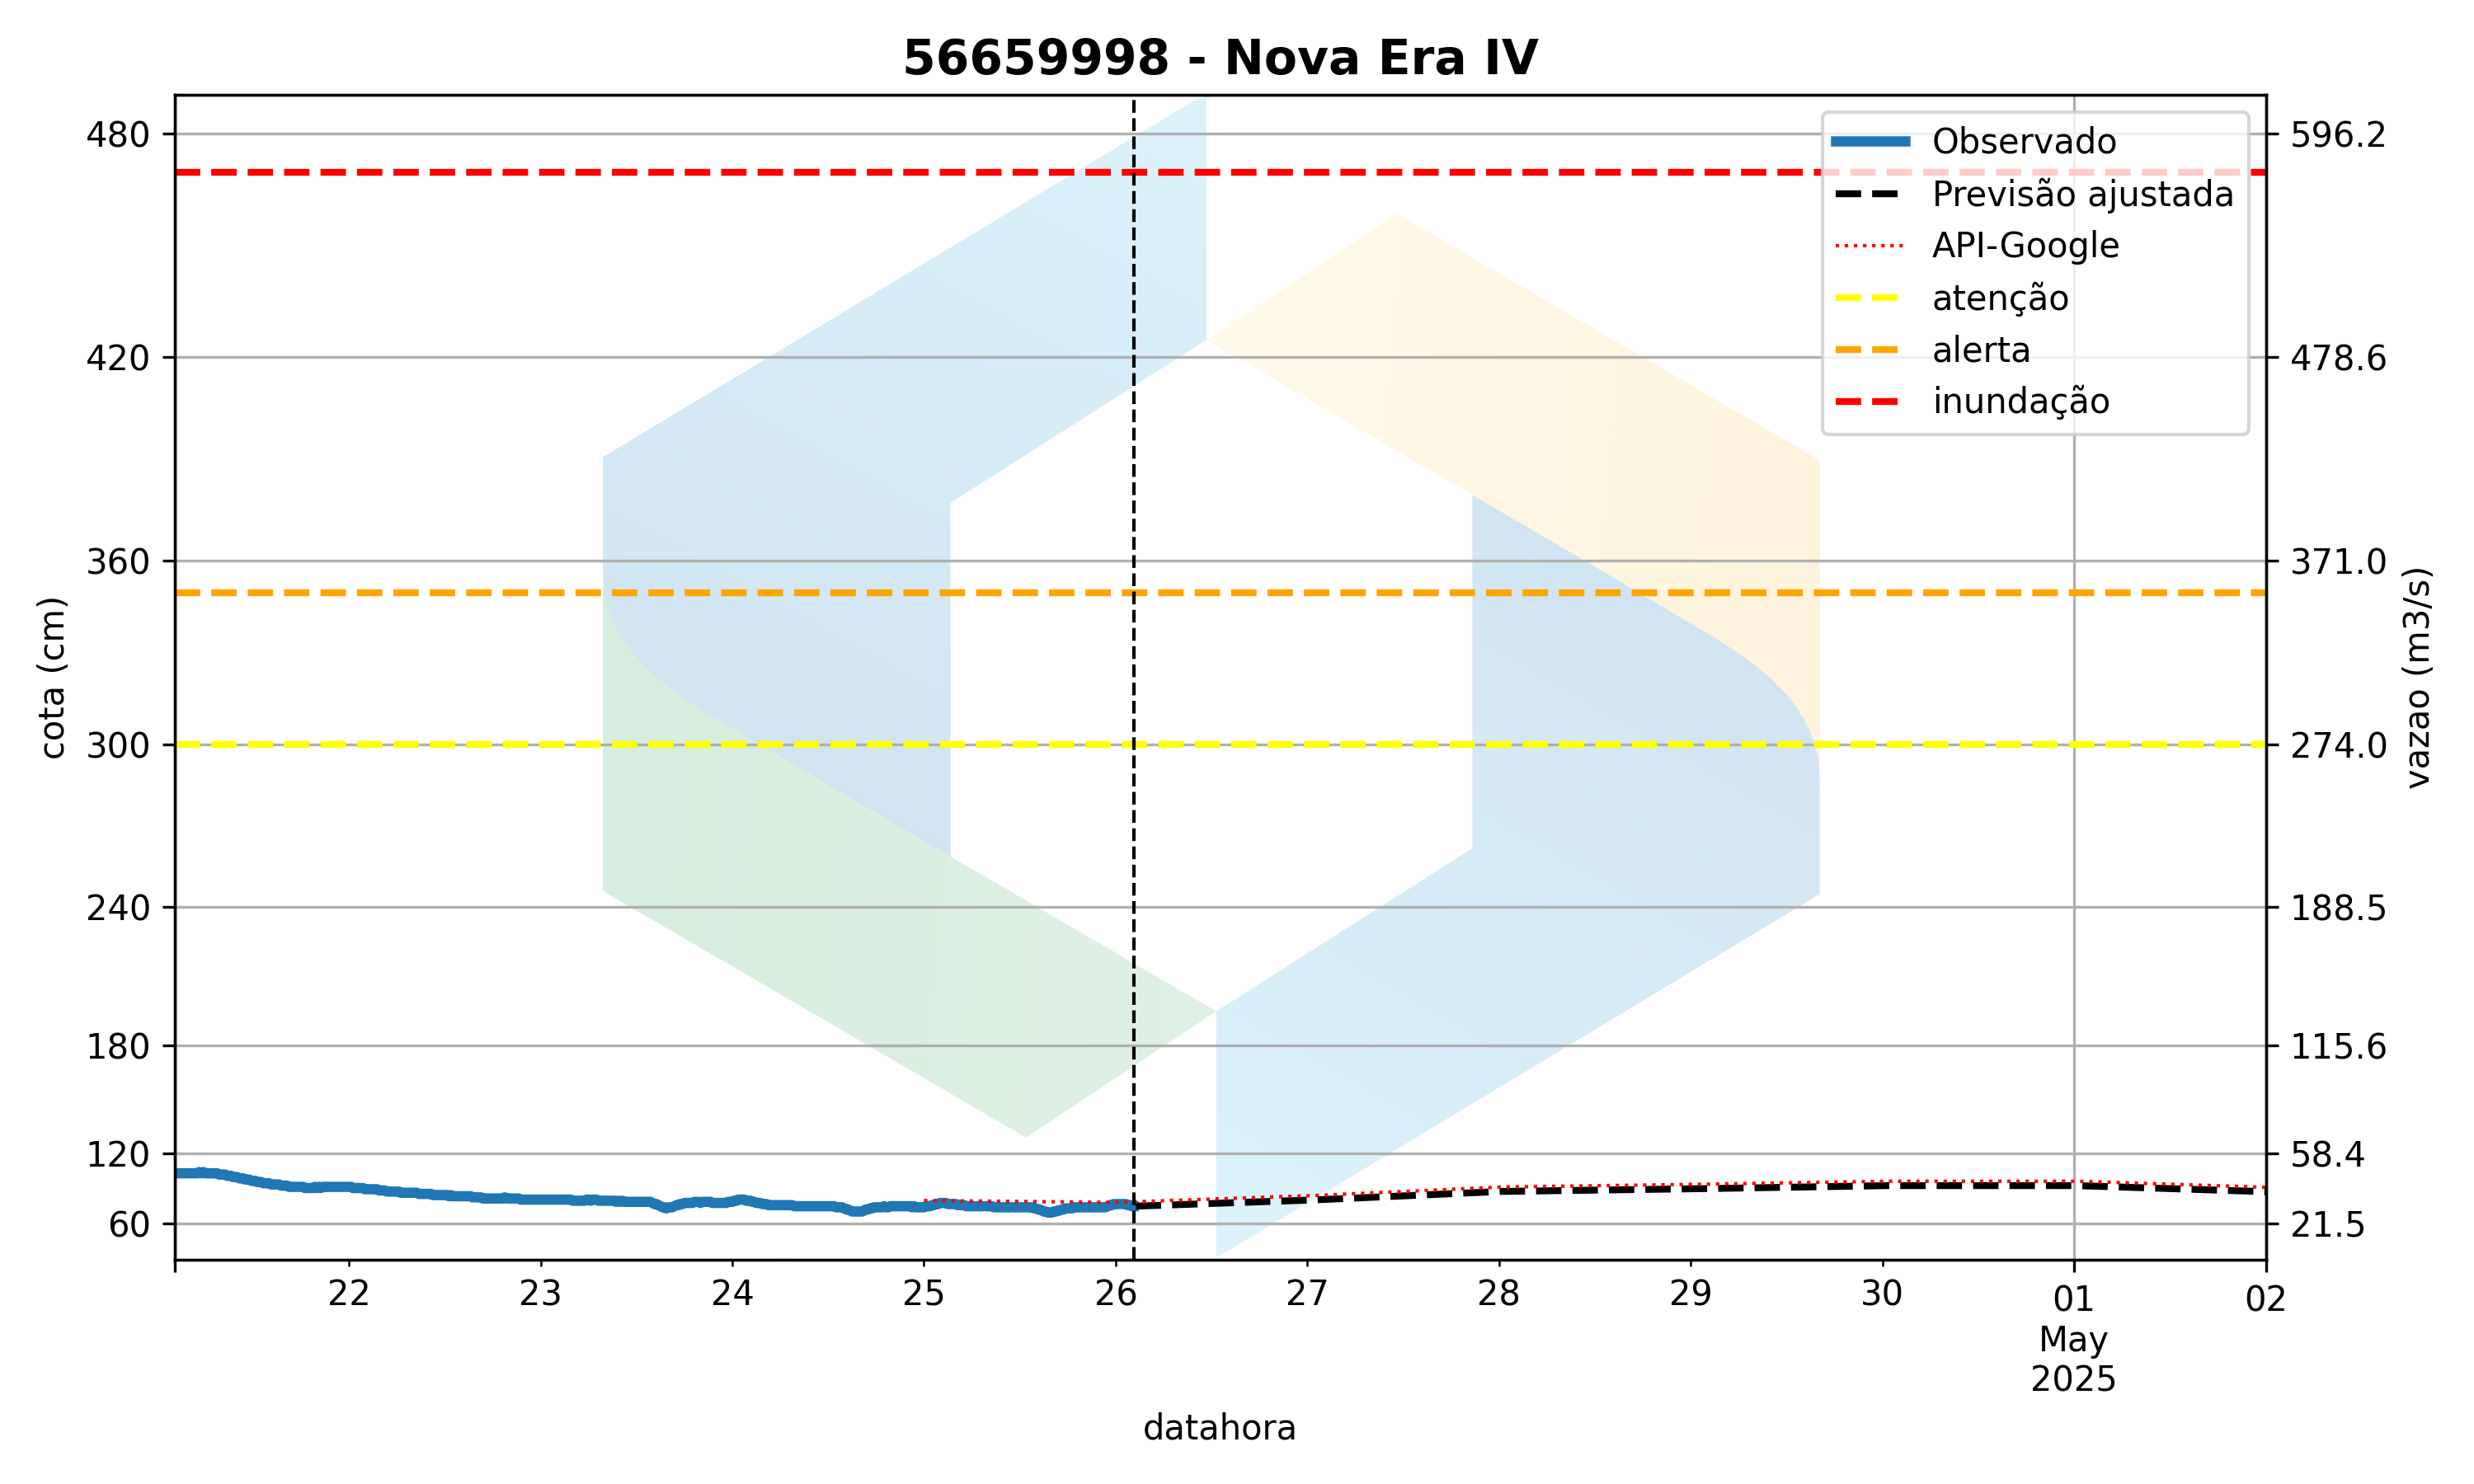 56659998 - Nova Era IV
480
420
360
300
240
180
120
60
cota (cm)
596.2
478.6
371.0
274.0
188.5
115.6
58.4
21.5
vazao (m3/s)
Observado
Previsão ajustada
API-Google
atenção
alerta
inundação
22 23 24 25 26 27 28 29 30 01 02
May
2025
datahora